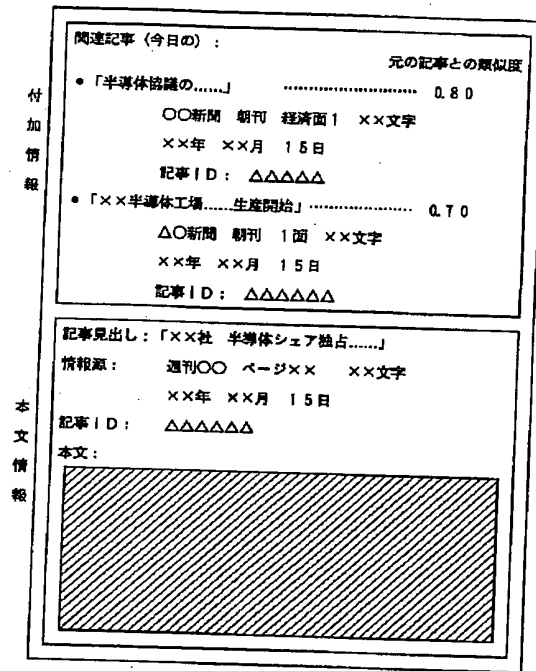 付加情報
関連記事（今日の）：
元の記事との類似度
●「半導体協議の……」 ……………………… 0.80
〇〇新聞 朝刊 経済面1 ××文字
××年 ××月 15日
記事ID： △△△△△
●「××半導体工場……生産開始」……………… 0.70
△〇新聞 朝刊 1面 ××文字
××年 ××月 15日
記事ID； △△△△△△
本文情報
記事見出し：「××社 半導体シェア独占……」
情報源： 週刊〇〇 ページ×× ××文字
××年 ××月 15日
記事ID： △△△△△△
本文：